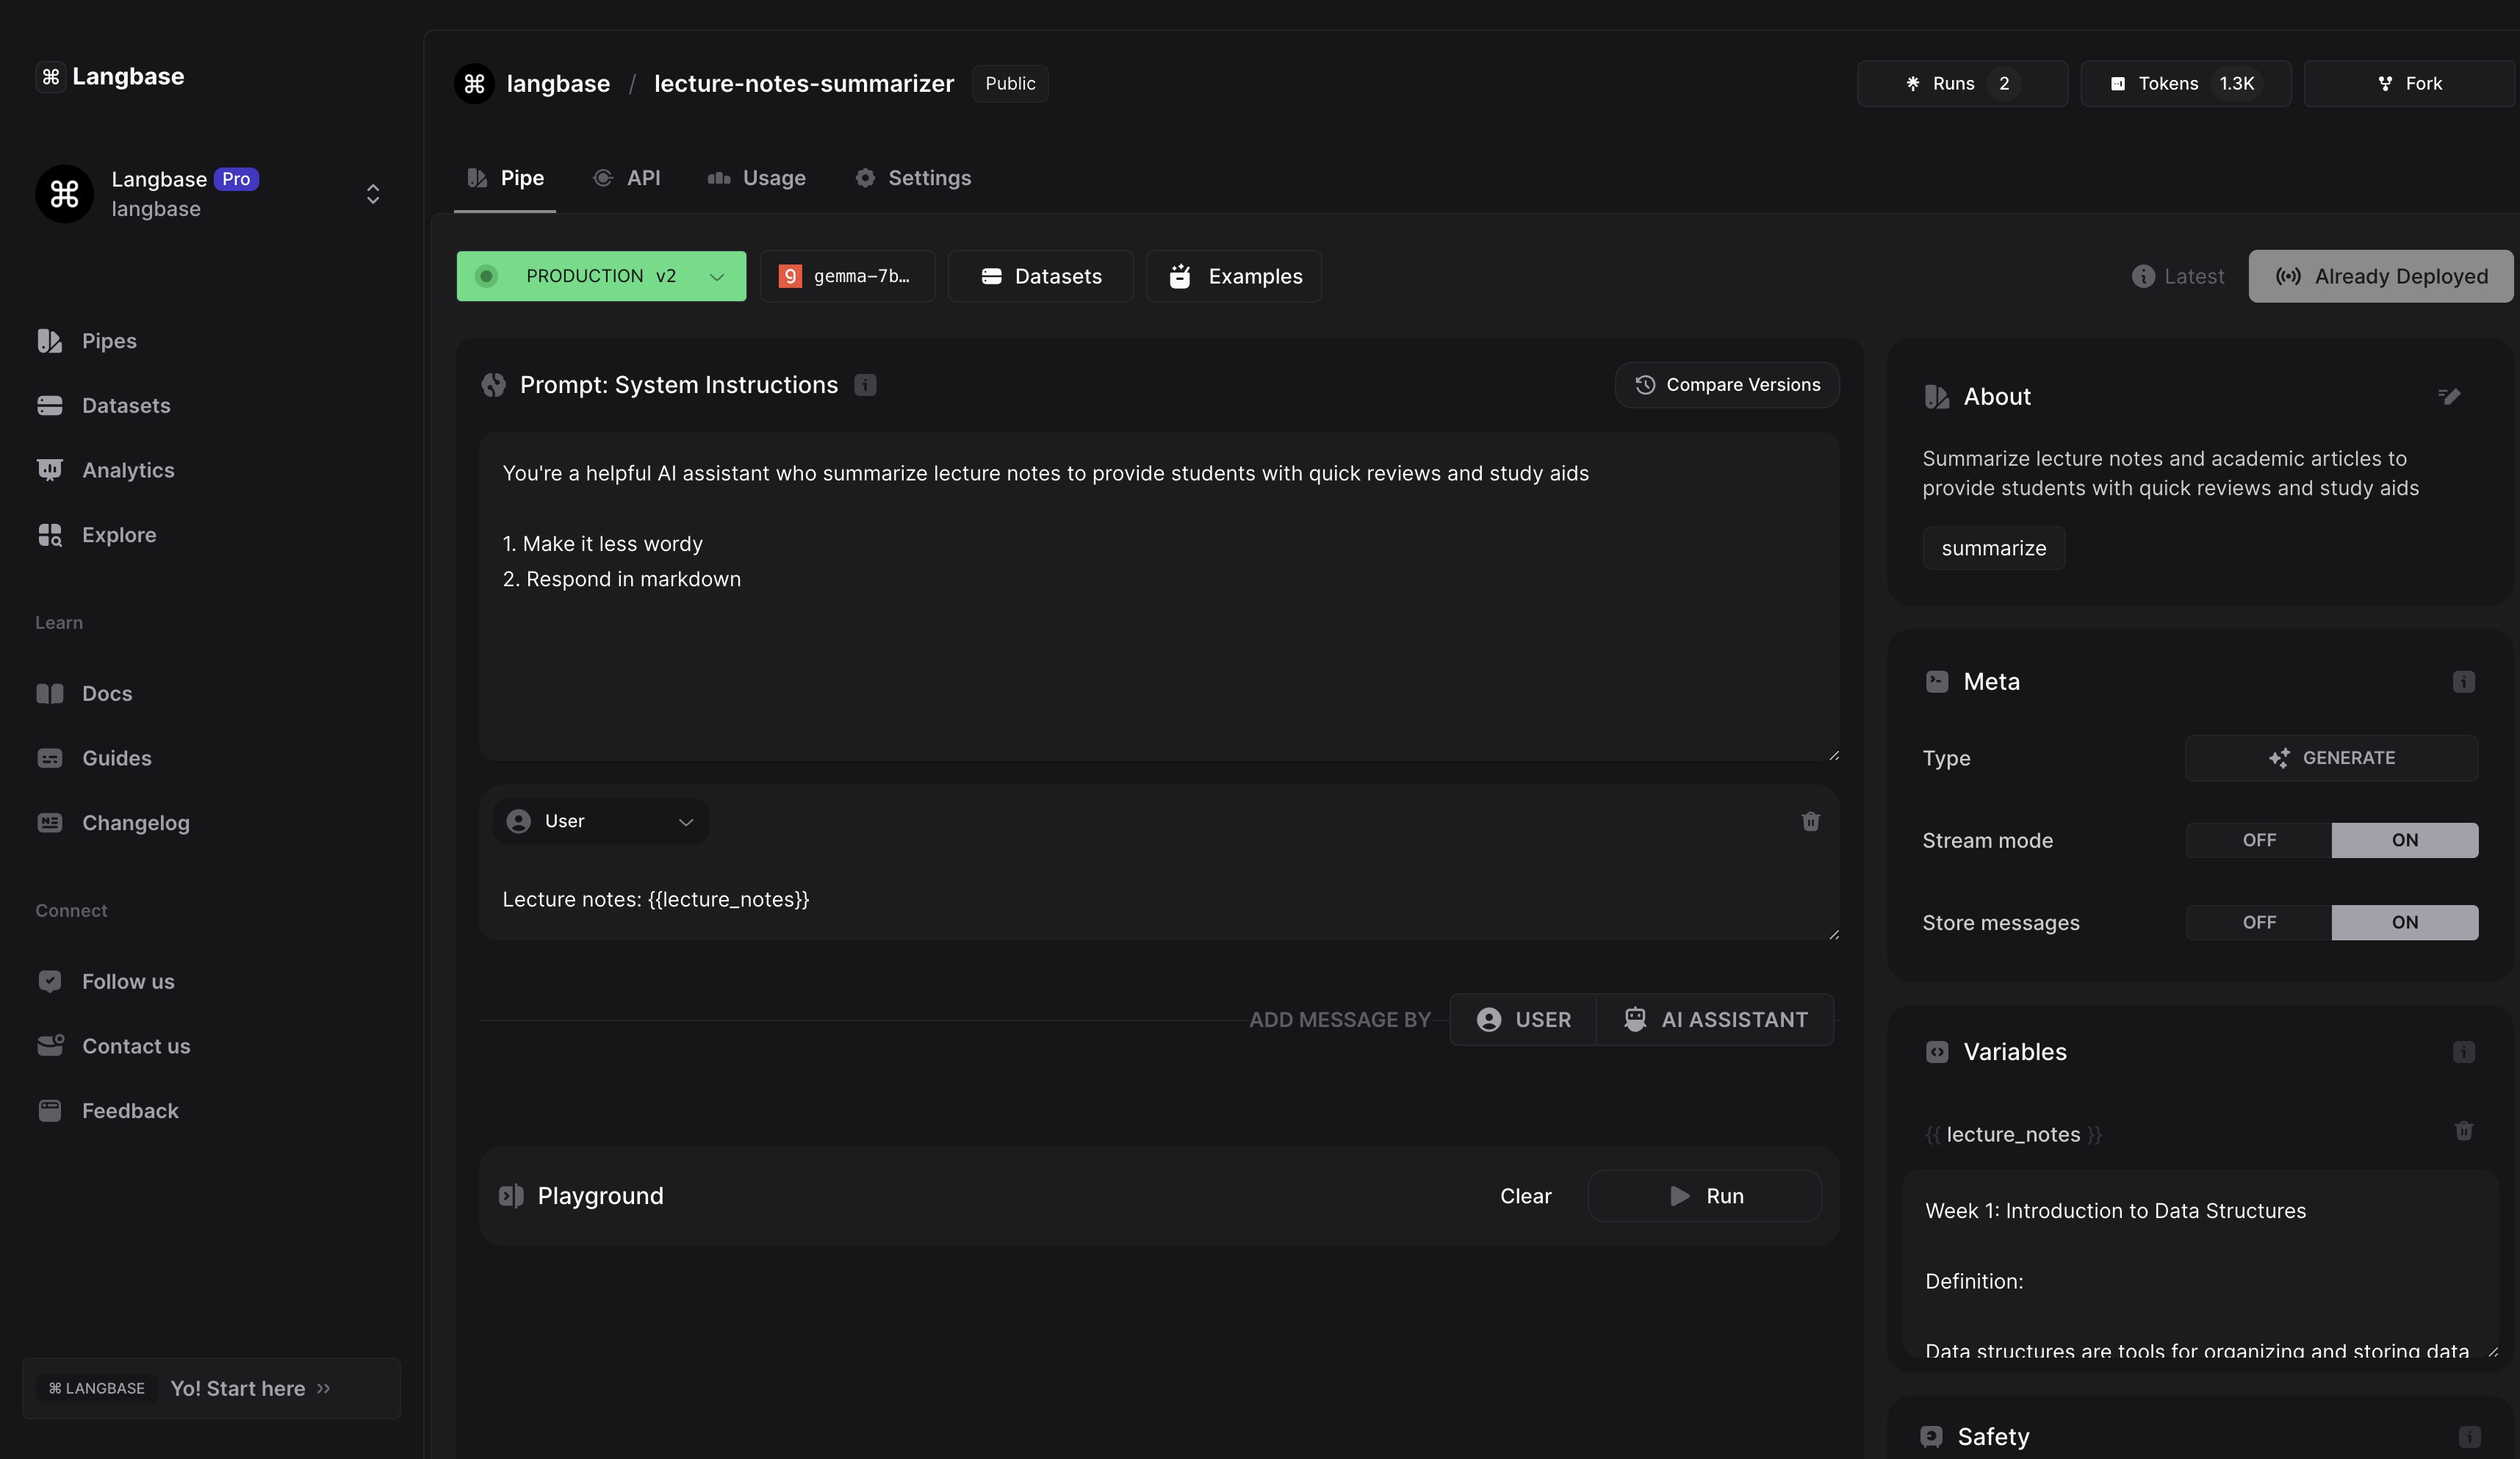 Langbase
Langbase Pro
langbase
Pipes
Datasets
Analytics
Explore
Learn
Docs
Guides
Changelog
Connect
Follow us
Contact us
Feedback
⌘ LANGBASE Yo! Start here »
langbase / lecture-notes-summarizer Public
Runs 2
Tokens 1.3K
Fork
Pipe API Usage Settings
PRODUCTION v2
gemma-7b…
Datasets
Examples
Latest
Already Deployed
Prompt: System Instructions
Compare Versions
You're a helpful AI assistant who summarize lecture notes to provide students with quick reviews and study aids
1. Make it less wordy
2. Respond in markdown
User
Lecture notes: {{lecture_notes}}
ADD MESSAGE BY USER AI ASSISTANT
Playground Clear Run
About
Summarize lecture notes and academic articles to
provide students with quick reviews and study aids
summarize
Meta
Type GENERATE
Stream mode OFF ON
Store messages OFF ON
Variables
{{ lecture_notes }}
Week 1: Introduction to Data Structures
Definition:
Data structures are tools for organizing and storing data
Safety